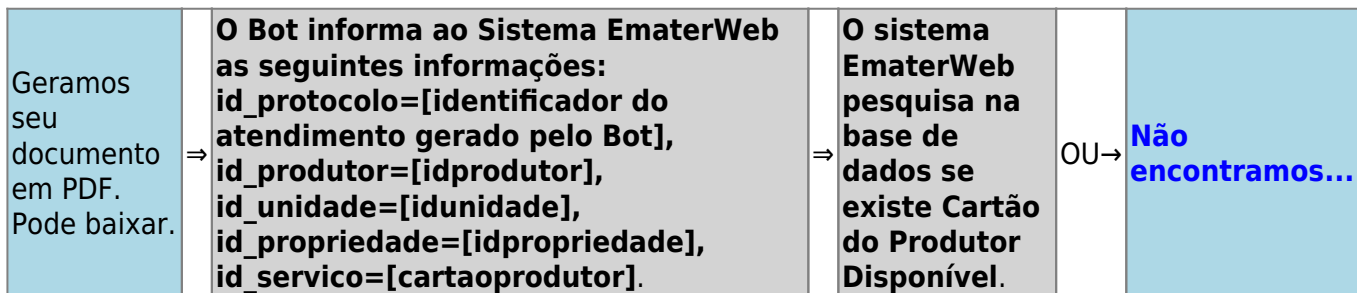 Geramos
seu
documento
em PDF.
Pode baixar.
⇒
O Bot informa ao Sistema EmaterWeb
as seguintes informações:
id_protocolo=[identificador do
atendimento gerado pelo Bot],
id_produtor=[idprodutor],
id_unidade=[idunidade],
id_propriedade=[idpropriedade],
id_servico=[cartaoprodutor].
⇒
O sistema
EmaterWeb
pesquisa na
base de
dados se
existe Cartão
do Produtor
Disponível.
OU→
Não
encontramos...